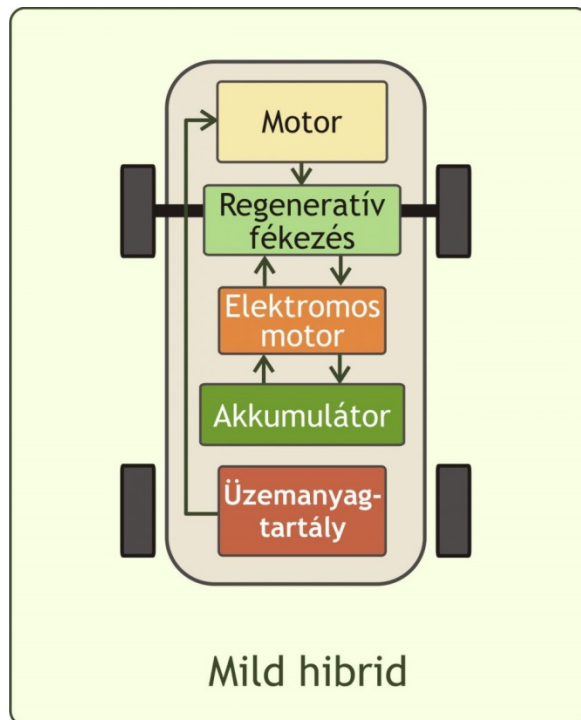 Motor
Regeneratív
fékezés
Elektromos
motor
Akkumulátor
Üzemanyag-
tartály
Mild hibrid